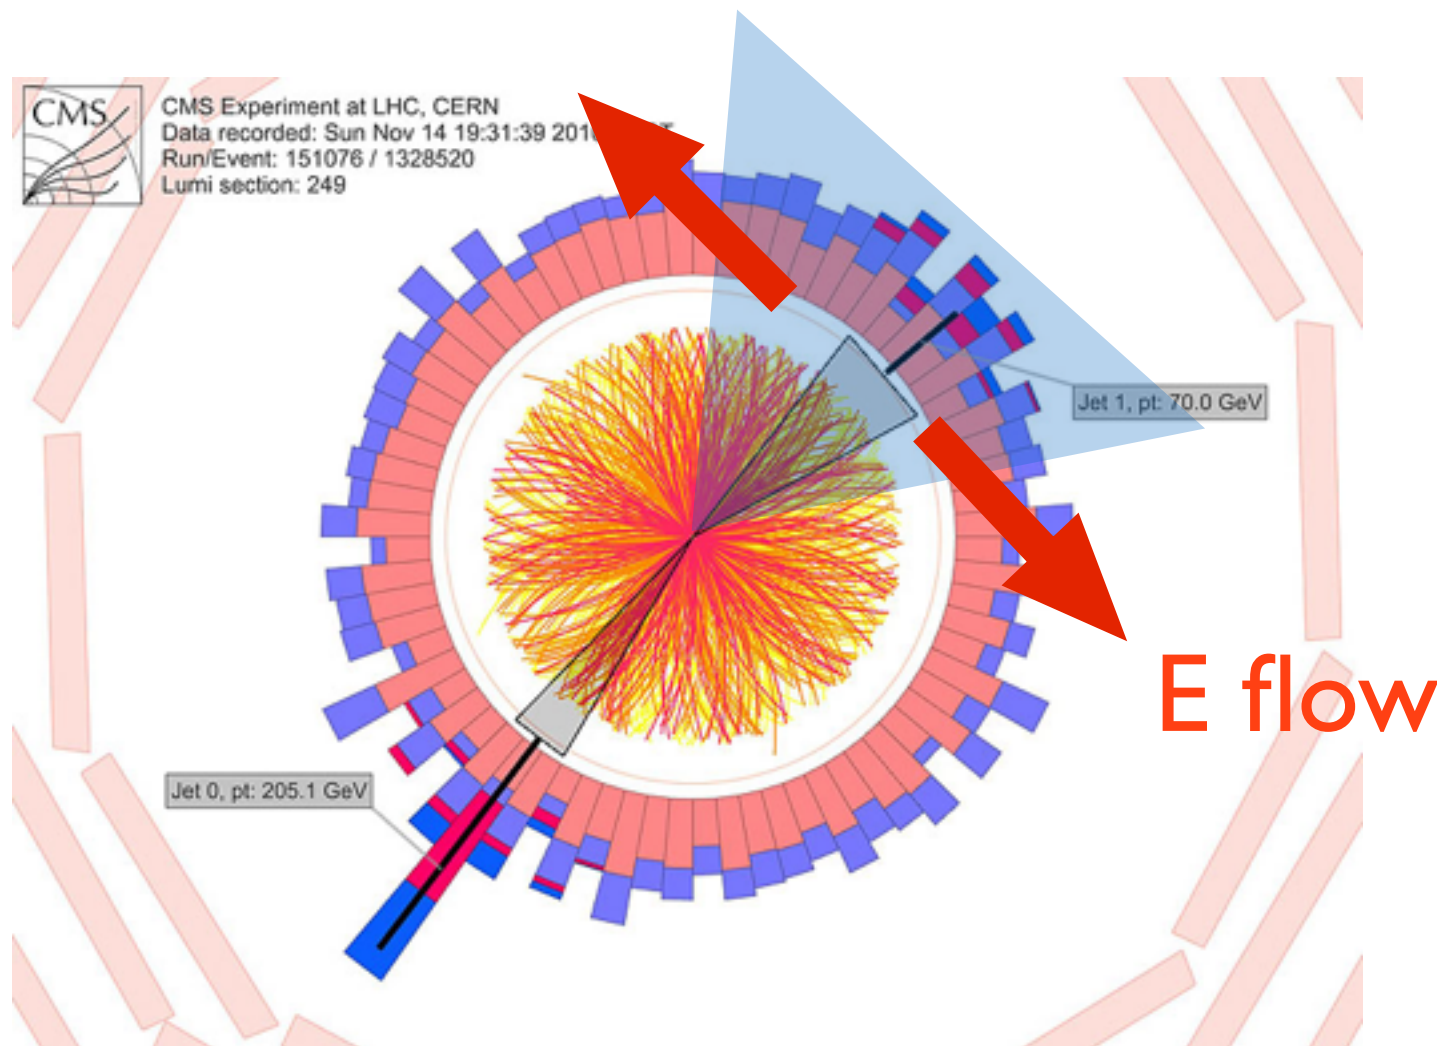 CMS
CMS Experiment at LHC, CERN
Data recorded: Sun Nov 14 19:31:39
Run/Event: 151076 / 1328520
Lumi section: 249
Jet 1, pt: 70.0 GeV
E flow
Jet 0, pt: 205.1 GeV